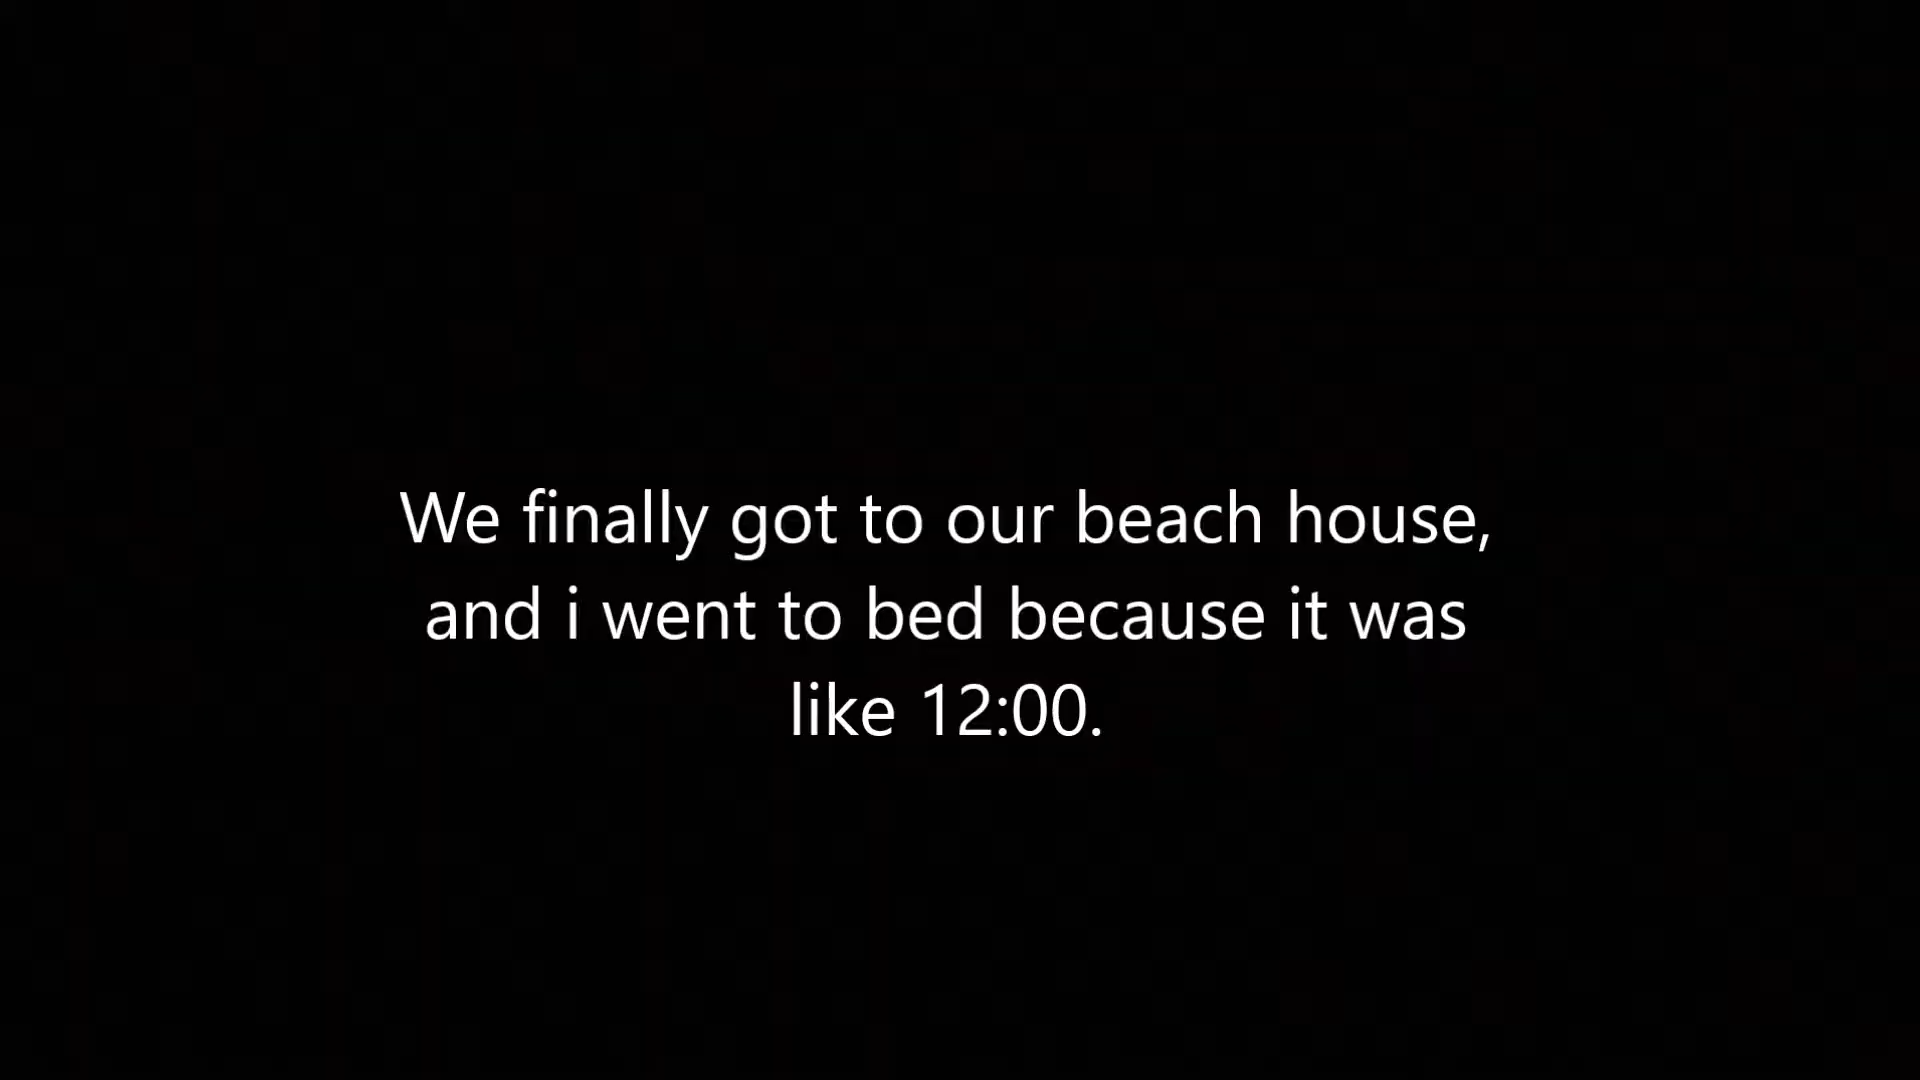 We finally got to our beach house,
and i went to bed because it was
like 12:00.